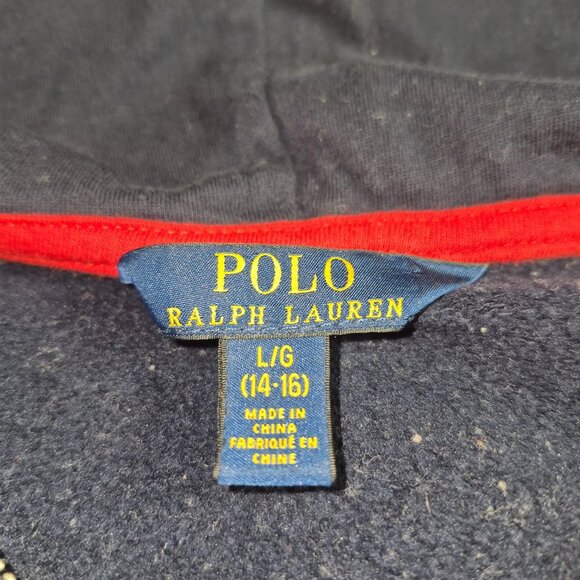 POLO
RALPH LAUREN
L/G
(14-16)
MADE IN
CHINA
FABRIQUÉ EN
CHINE